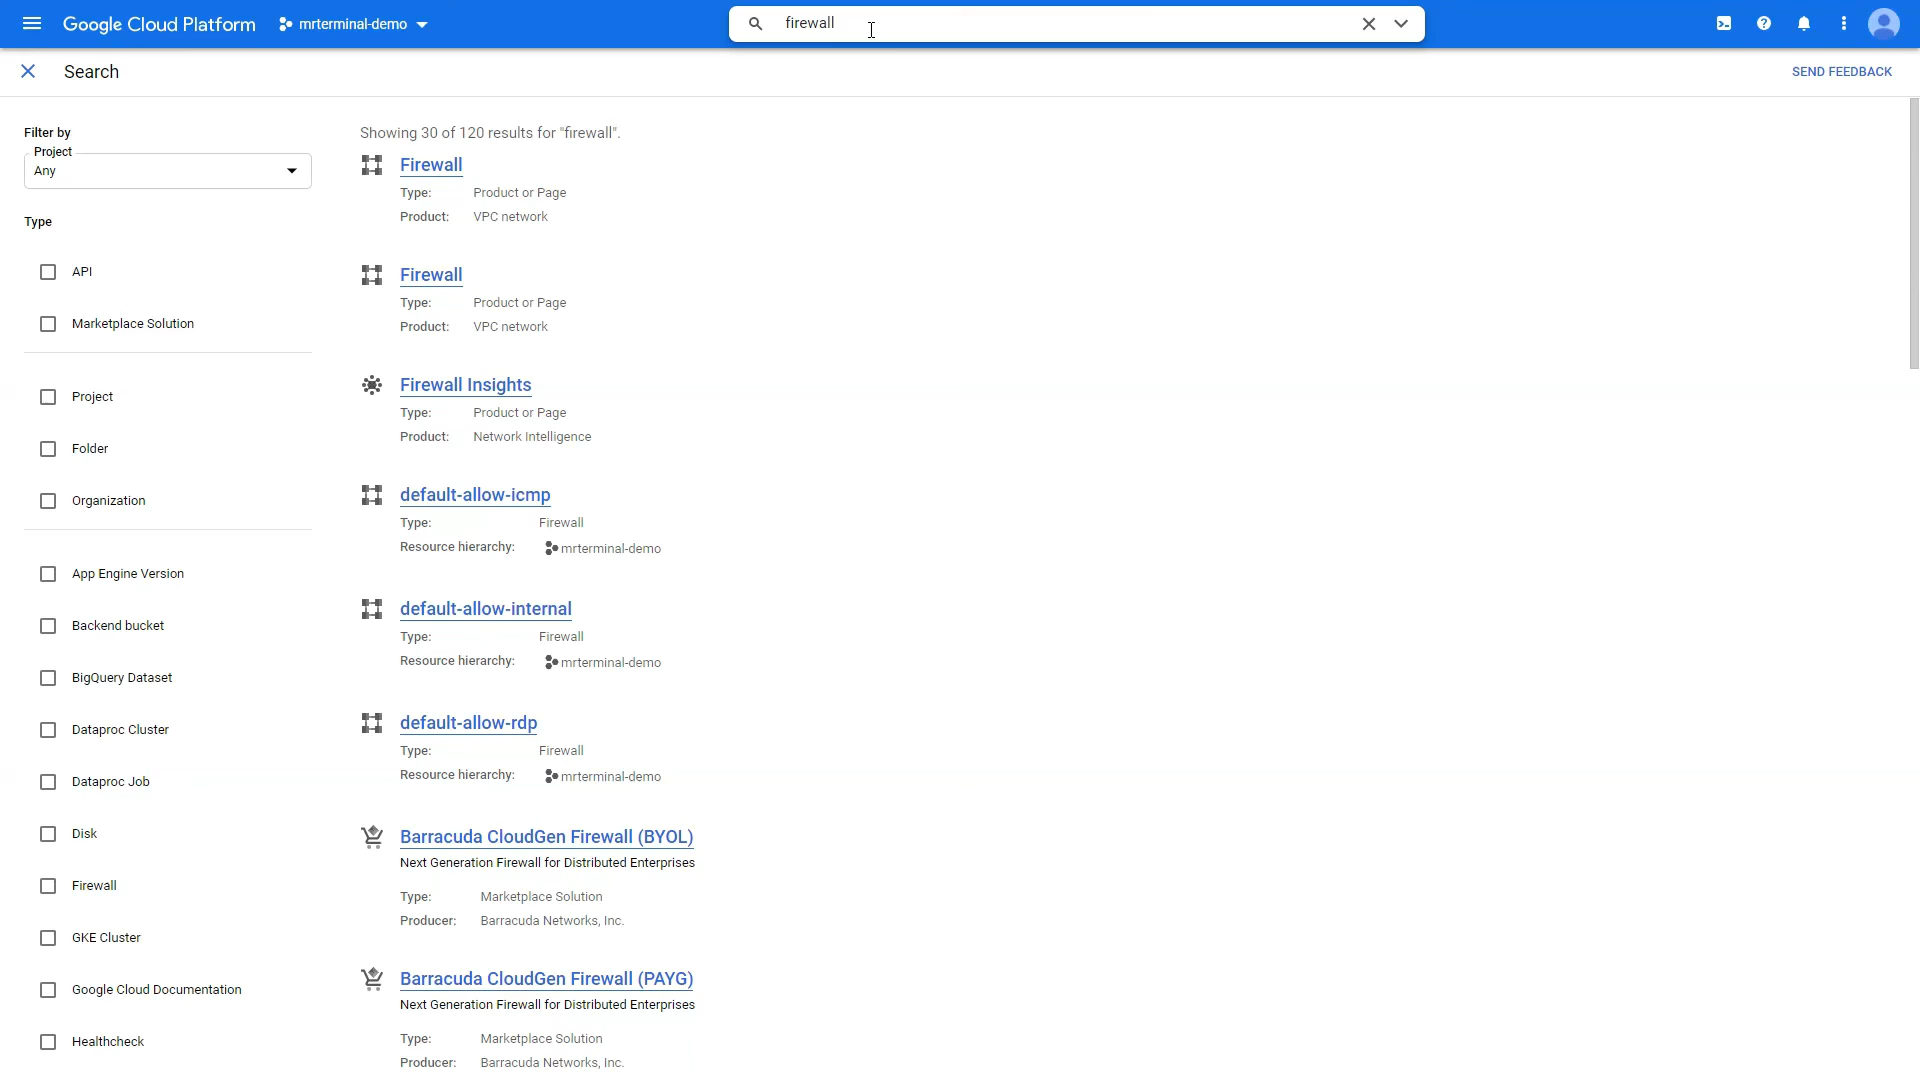 Google Cloud Platform
mrterminal-demo
firewall
Search
SEND FEEDBACK
Filter by
Project
Any
Type
API
Marketplace Solution
Project
Folder
Organization
App Engine Version
Backend bucket
BigQuery Dataset
Dataproc Cluster
Dataproc Job
Disk
Firewall
GKE Cluster
Google Cloud Documentation
Healthcheck
Showing 30 of 120 results for "firewall".
Firewall
Type: Product or Page
Product: VPC network
Firewall
Type: Product or Page
Product: VPC network
Firewall Insights
Type: Product or Page
Product: Network Intelligence
default-allow-icmp
Type: Firewall
Resource hierarchy: mrterminal-demo
default-allow-internal
Type: Firewall
Resource hierarchy: mrterminal-demo
default-allow-rdp
Type: Firewall
Resource hierarchy: mrterminal-demo
Barracuda CloudGen Firewall (BYOL)
Next Generation Firewall for Distributed Enterprises
Type: Marketplace Solution
Producer: Barracuda Networks, Inc.
Barracuda CloudGen Firewall (PAYG)
Next Generation Firewall for Distributed Enterprises
Type: Marketplace Solution
Producer: Barracuda Networks, Inc.